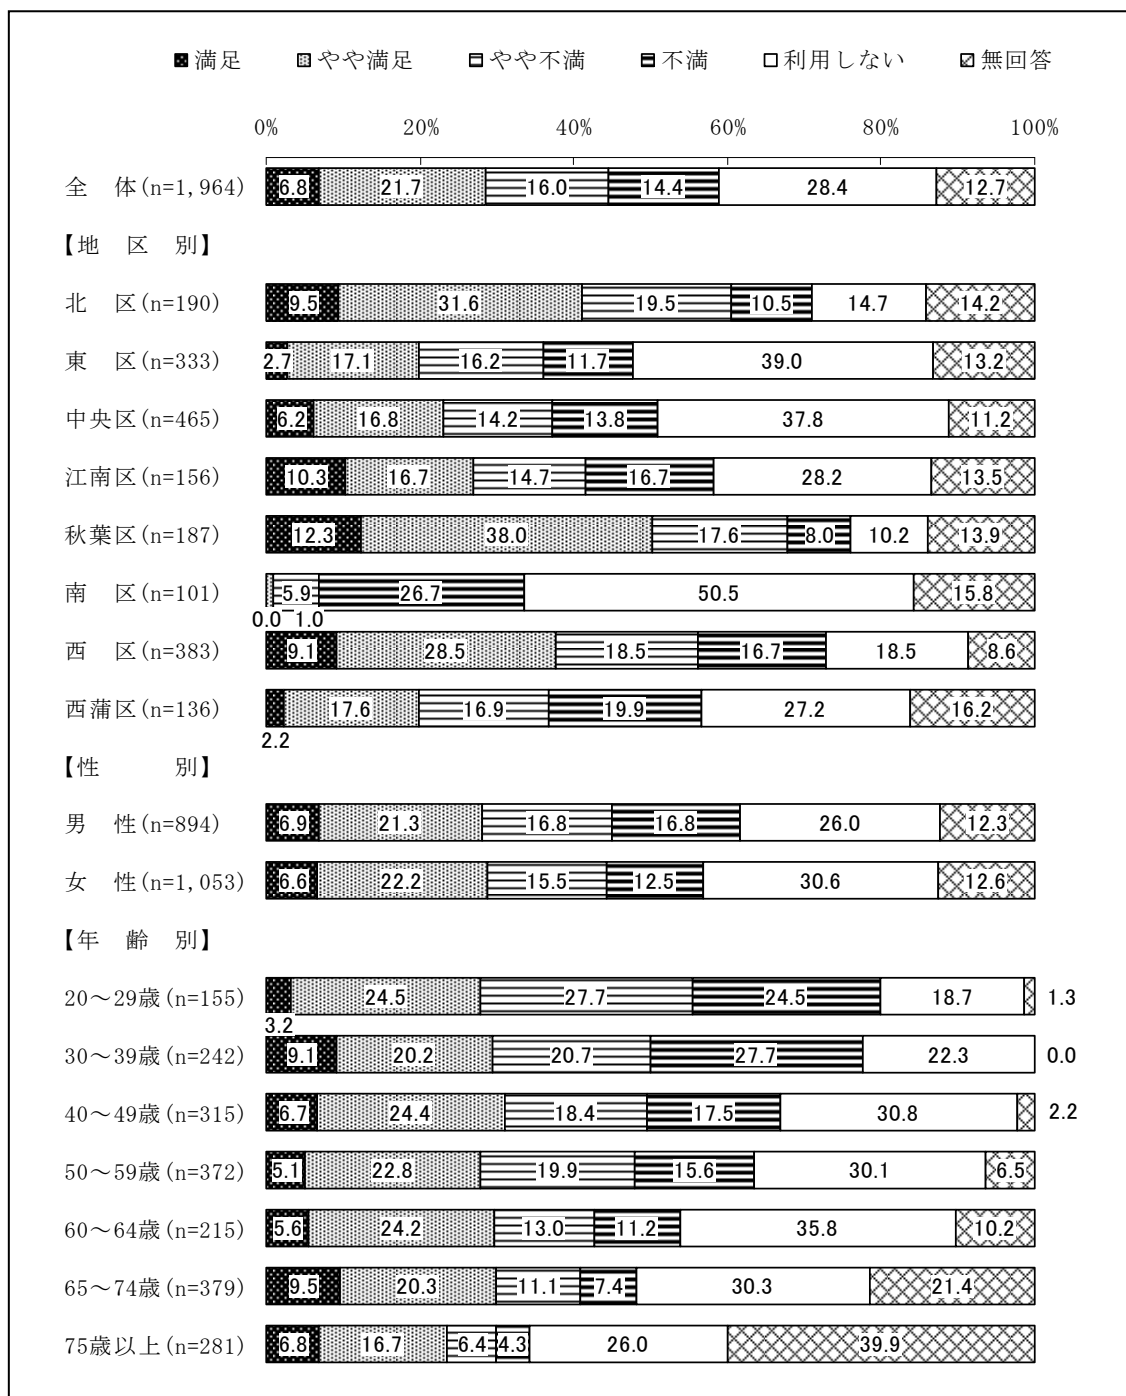 満足 やや満足 やや不満 不満 利用しない 無回答
0% 20% 40% 60% 80% 100%
全 体(n=1,964) 6.8 21.7 16.0 14.4 28.4 12.7
【地 区 別】
北 区(n=190) 9.5 31.6 19.5 10.5 14.7 14.2
東 区(n=333) 2.7 17.1 16.2 11.7 39.0 13.2
中央区(n=465) 6.2 16.8 14.2 13.8 37.8 11.2
江南区(n=156) 10.3 16.7 14.7 16.7 28.2 13.5
秋葉区(n=187) 12.3 38.0 17.6 8.0 10.2 13.9
南 区(n=101) 5.9 26.7 50.5 15.8
0.0 1.0
西 区(n=383) 9.1 28.5 18.5 16.7 18.5 8.6
西蒲区(n=136) 17.6 16.9 19.9 27.2 16.2
2.2
【性 別】
男 性(n=894) 6.9 21.3 16.8 16.8 26.0 12.3
女 性(n=1,053) 6.6 22.2 15.5 12.5 30.6 12.6
【年 齢 別】
20～29歳(n=155) 24.5 27.7 24.5 18.7 1.3
3.2
30～39歳(n=242) 9.1 20.2 20.7 27.7 22.3 0.0
40～49歳(n=315) 6.7 24.4 18.4 17.5 30.8 2.2
50～59歳(n=372) 5.1 22.8 19.9 15.6 30.1 6.5
60～64歳(n=215) 5.6 24.2 13.0 11.2 35.8 10.2
65～74歳(n=379) 9.5 20.3 11.1 7.4 30.3 21.4
75歳以上(n=281) 6.8 16.7 6.4 4.3 26.0 39.9